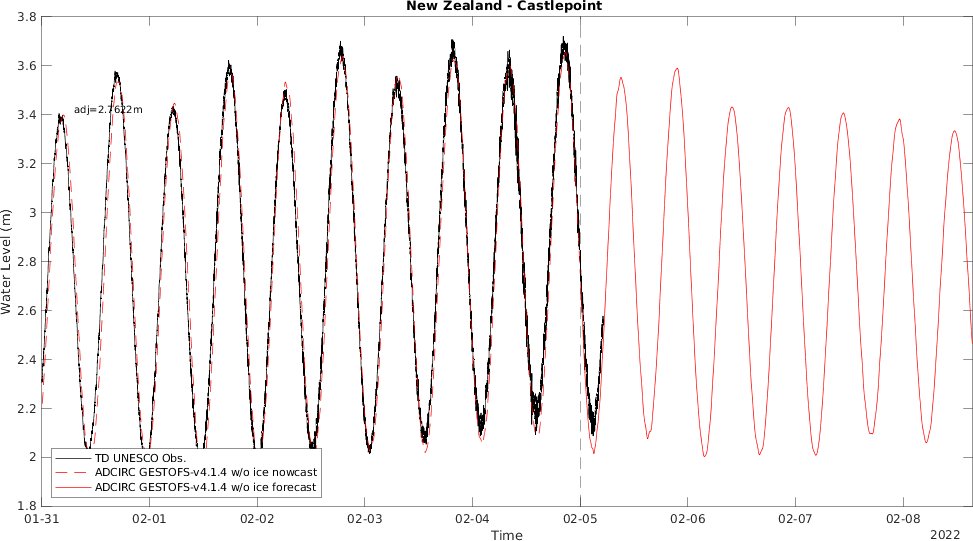 New Zealand - Castlepoint
3.8
3.6
3.4
3.2
3
2.8
2.6
2.4
2.2
2
1.8
Water Level (m)
adj=2.7622m
TD UNESCO Obs.
ADCIRC GESTOFS-v4.1.4 w/o ice nowcast
ADCIRC GESTOFS-v4.1.4 w/o ice forecast
01-31 02-01 02-02 02-03 02-04 02-05 02-06 02-07 02-08
Time
2022